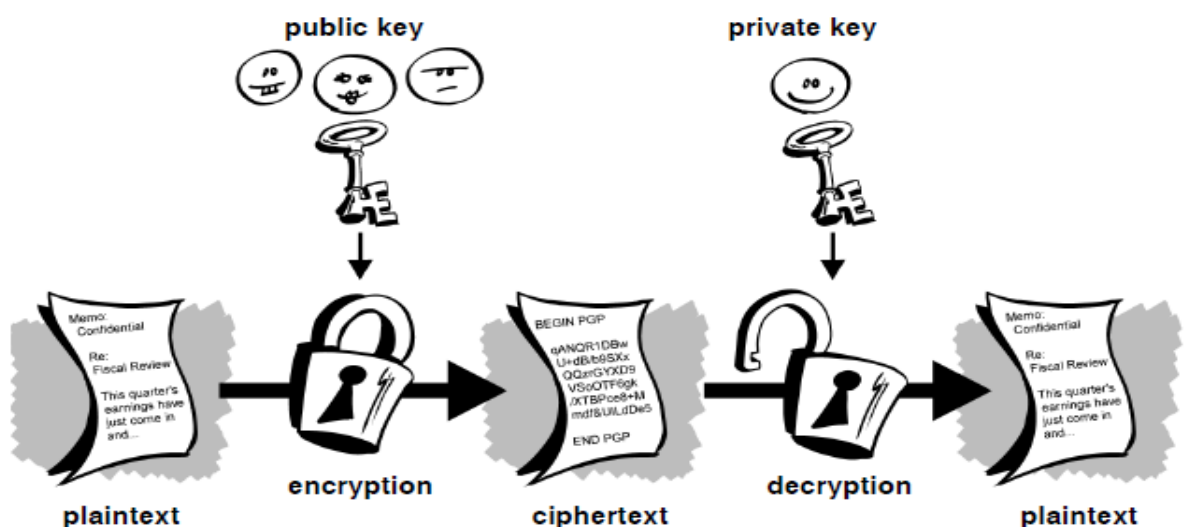 public key
private key
Memo:
Confidential
Re:
Fiscal Review
This quarter's
earnings have
just come in
and...
BEGIN PGP
qANQR1DBw
U+dB/b9SXx
QQzrGYXD9
VSoOTF6gk
/XTBPce8+M
mdf&UiLdDe5
END PGP
Memo:
Confidential
Re:
Fiscal Review
This quarter's
earnings have
just come in
and...
encryption
decryption
plaintext
ciphertext
plaintext